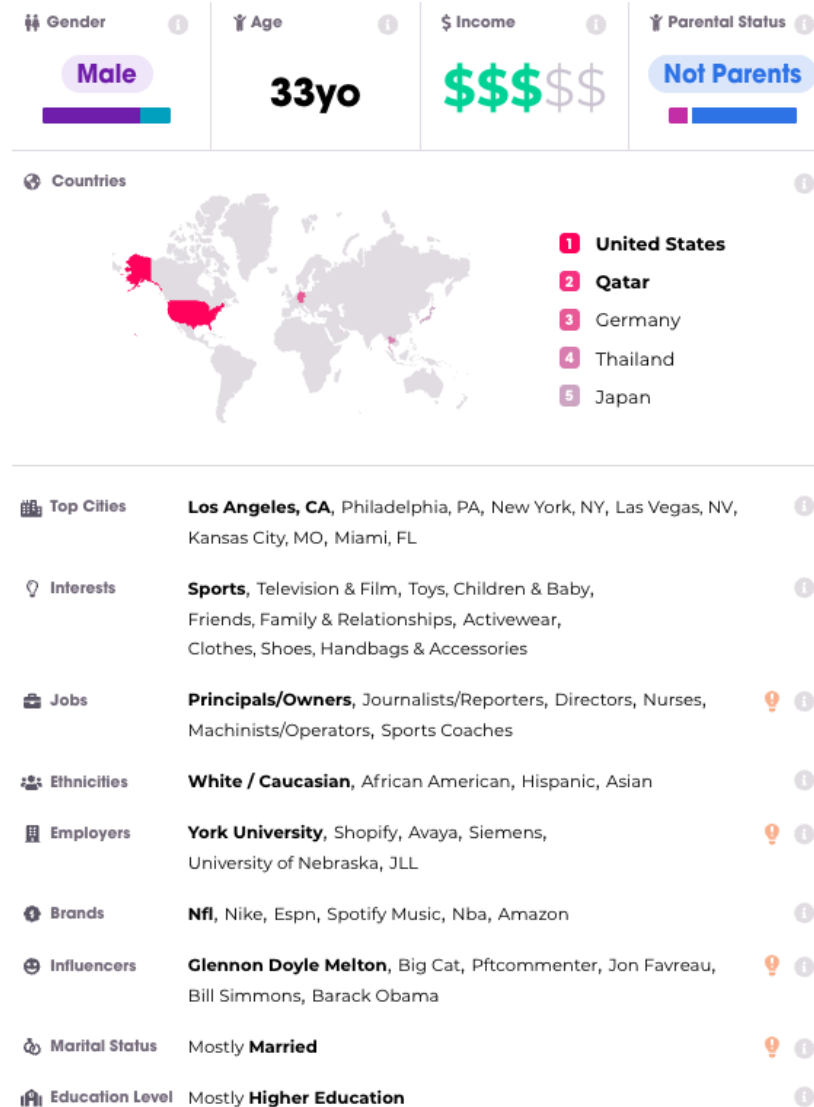 Gender
Age
$ Income
Parental Status
Male
33yo
$$$$$
Not Parents
Countries
1 United States
2 Qatar
3 Germany
4 Thailand
5 Japan
Top Cities
Los Angeles, CA, Philadelphia, PA, New York, NY, Las Vegas, NV,
Kansas City, MO, Miami, FL
Interests
Sports, Television & Film, Toys, Children & Baby,
Friends, Family & Relationships, Activewear,
Clothes, Shoes, Handbags & Accessories
Jobs
Principals/Owners, Journalists/Reporters, Directors, Nurses,
Machinists/Operators, Sports Coaches
Ethnicities
White / Caucasian, African American, Hispanic, Asian
Employers
York University, Shopify, Avaya, Siemens,
University of Nebraska, JLL
Brands
Nfl, Nike, Espn, Spotify Music, Nba, Amazon
Influencers
Glennon Doyle Melton, Big Cat, Pftcommenter, Jon Favreau,
Bill Simmons, Barack Obama
Marital Status
Mostly Married
Education Level
Mostly Higher Education